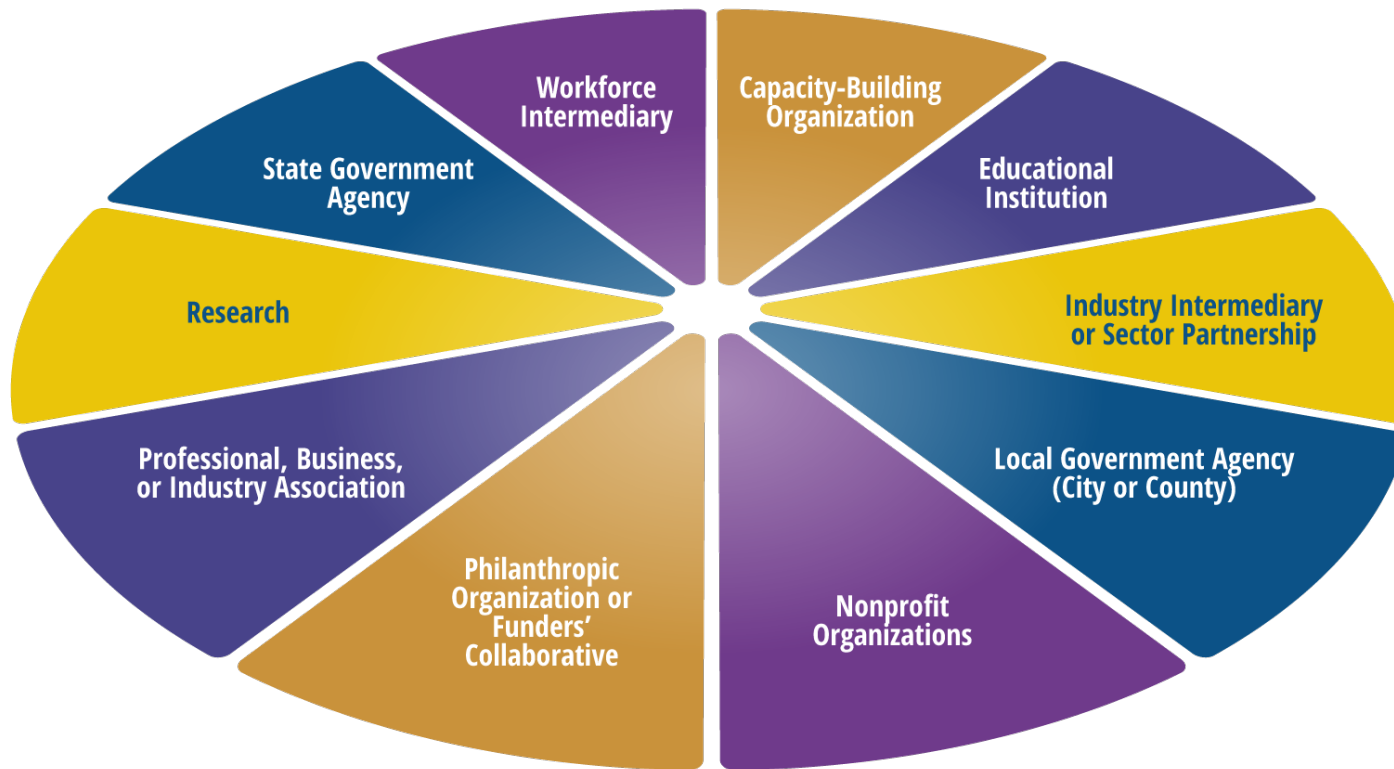 Workforce
Intermediary
Capacity-Building
Organization
State Government
Agency
Educational
Institution
Research
Industry Intermediary
or Sector Partnership
Professional, Business,
or Industry Association
Local Government Agency
(City or County)
Philanthropic
Organization or
Funders’
Collaborative
Nonprofit
Organizations